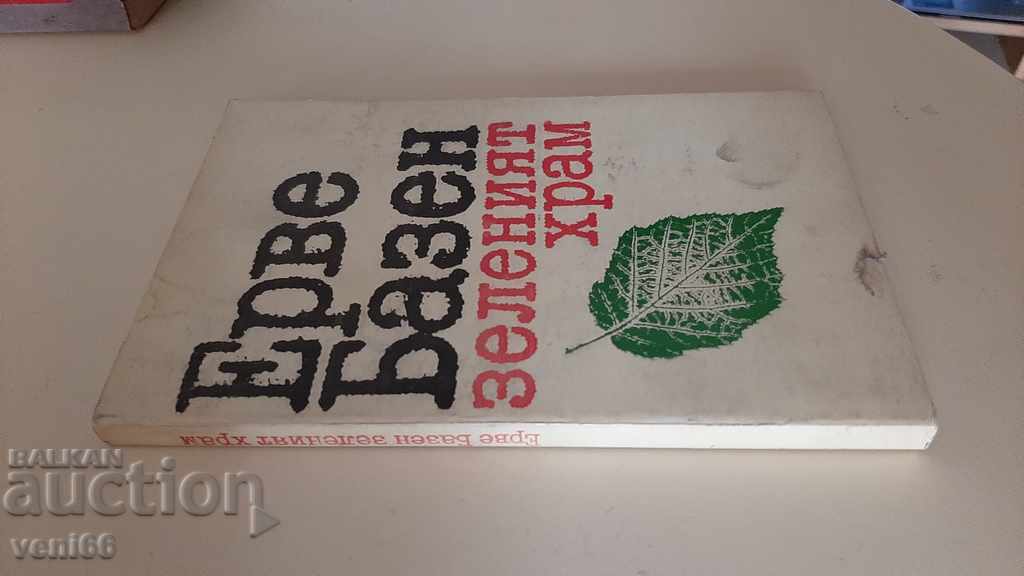 Ерве
Базен
зеленият
храм
Ерве Базен зеленият храм
BALKAN
auction
veni66